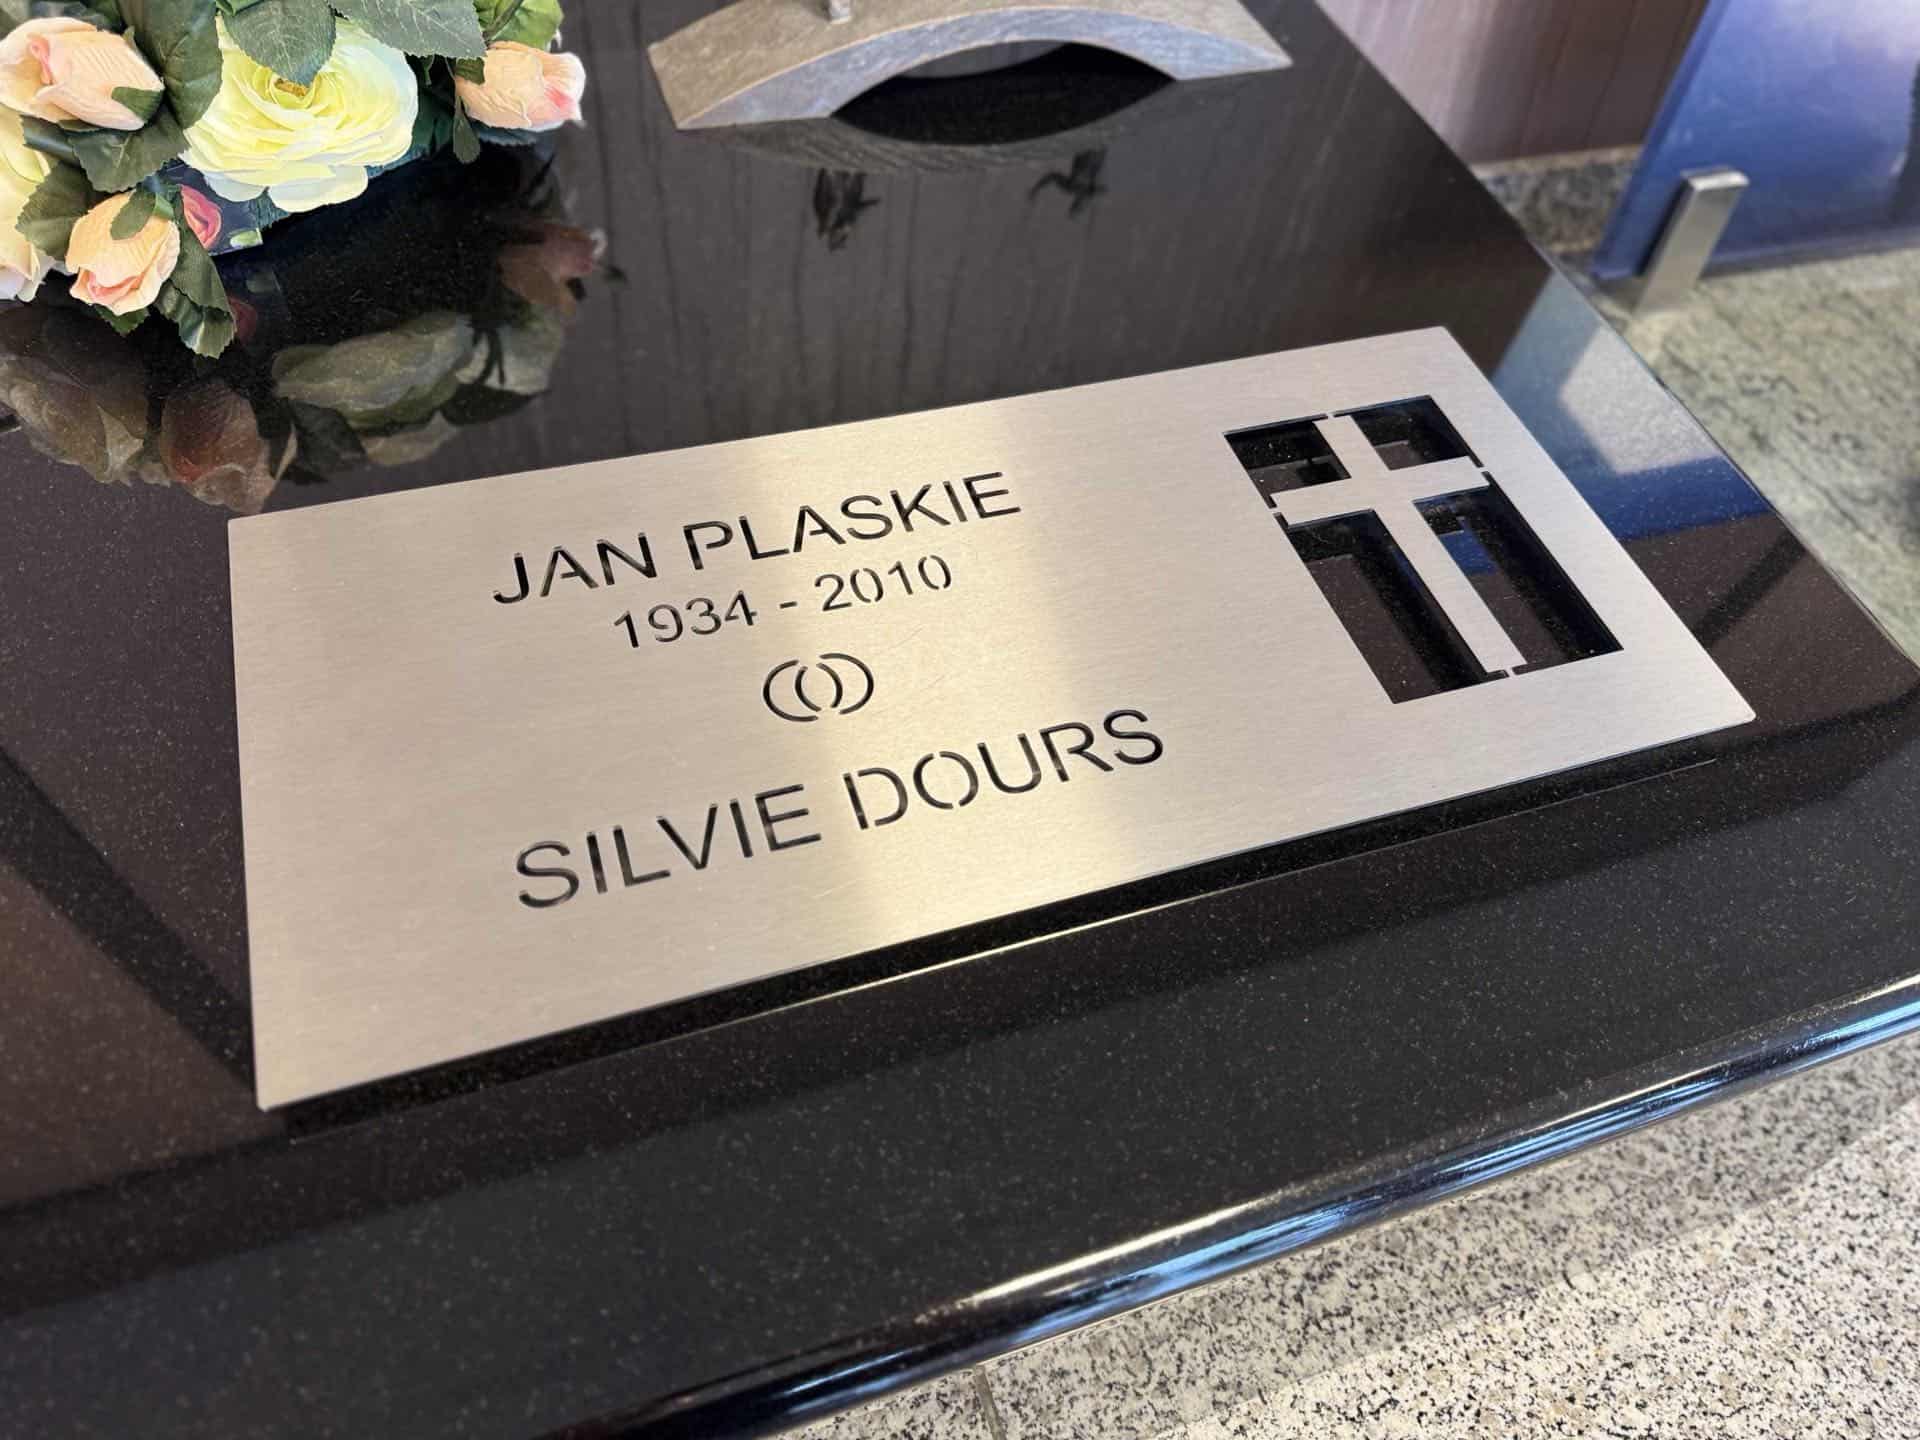 JAN PLASKIE
1934 - 2010
SILVIE DOURS